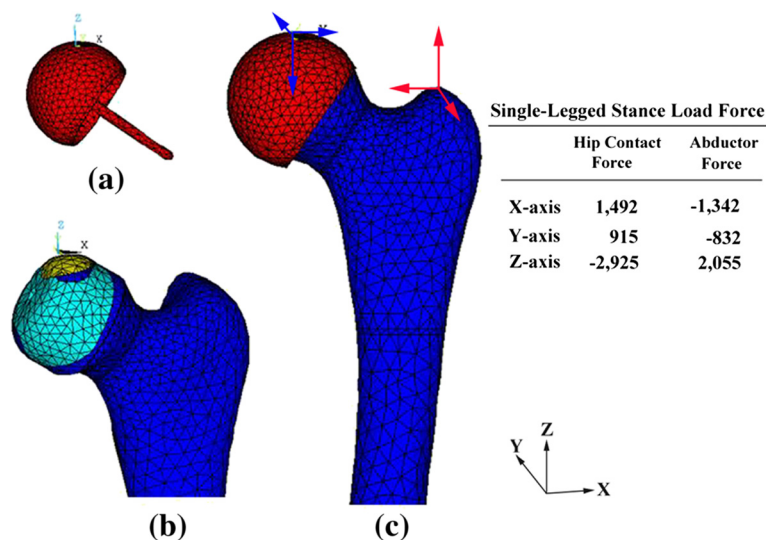 z
x
(a)
Single-Legged Stance Load Force
Hip Contact Force
Abductor Force
X-axis 1,492 -1,342
Y-axis 915 -832
Z-axis -2,925 2,055
z
x
(b)
(c)
Z
Y
X